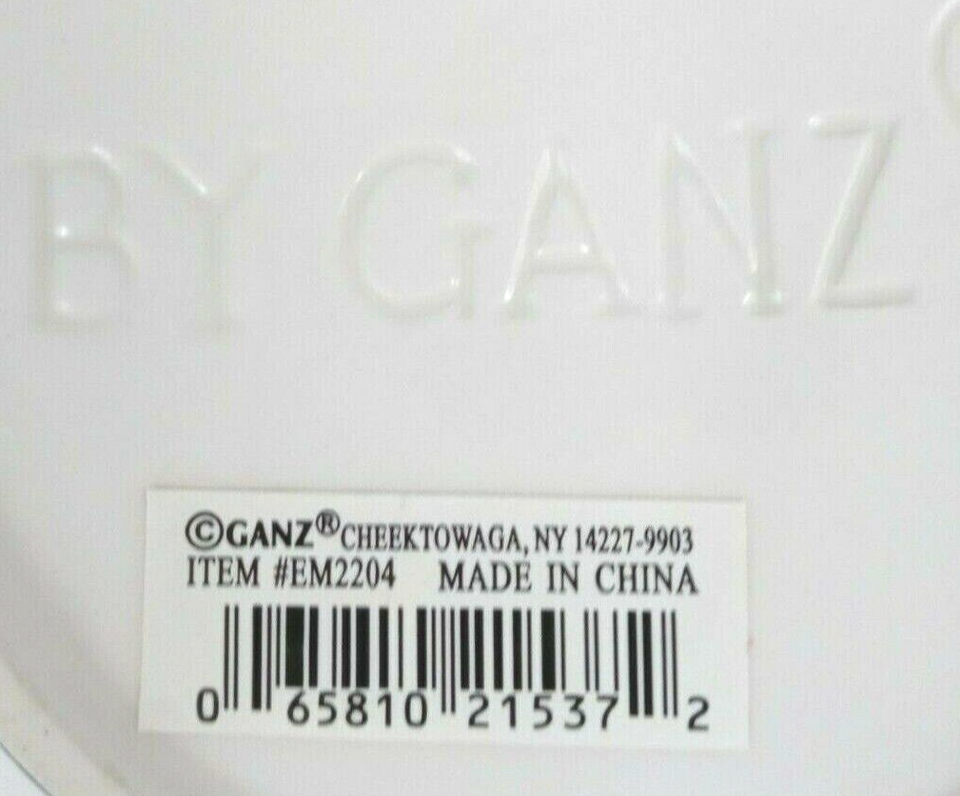 BY GANZ
©GANZ® CHEEKTOWAGA, NY 14227-9903
ITEM #EM2204 MADE IN CHINA
0 65810 21537 2